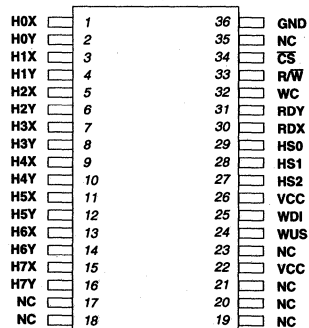 H0X 1 36 GND
H0Y 2 35 NC
H1X 3 34 C̅S̅
H1Y 4 33 R/W̅
H2X 5 32 WC
H2Y 6 31 RDY
H3X 7 30 RDX
H3Y 8 29 HS0
H4X 9 28 HS1
H4Y 10 27 HS2
H5X 11 26 VCC
H5Y 12 25 WDI
H6X 13 24 WUS
H6Y 14 23 NC
H7X 15 22 VCC
H7Y 16 21 NC
NC 17 20 NC
NC 18 19 NC